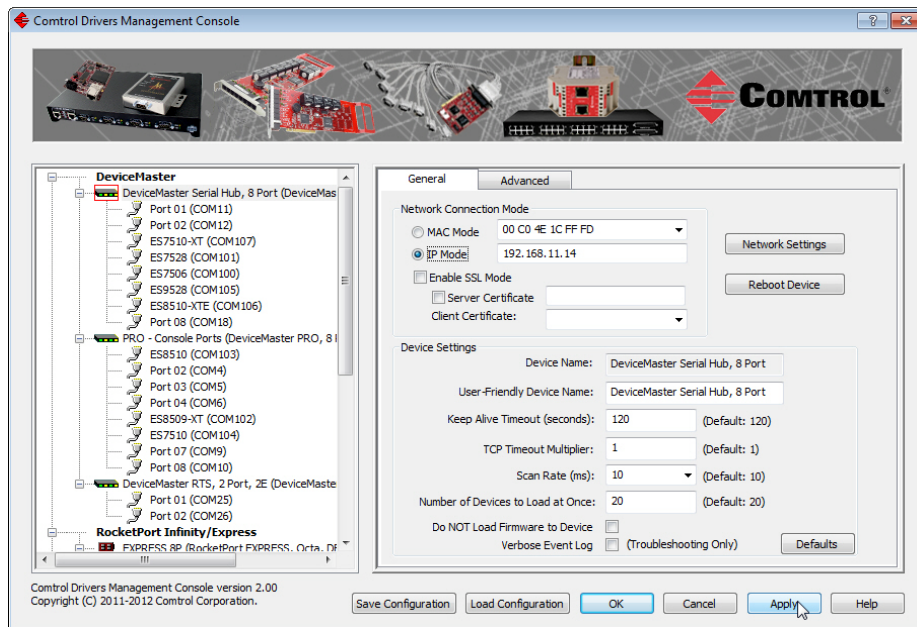 Comtrol Drivers Management Console
COMTROL
DeviceMaster
DeviceMaster Serial Hub, 8 Port (DeviceMas
Port 01 (COM11)
Port 02 (COM12)
ES7510-XT (COM107)
ES7528 (COM101)
ES7506 (COM100)
ES9528 (COM105)
ES8510-XTE (COM106)
Port 08 (COM18)
PRO - Console Ports (DeviceMaster PRO, 8 
ES8510 (COM103)
Port 02 (COM4)
Port 03 (COM5)
Port 04 (COM6)
ES8509-XT (COM102)
ES7510 (COM104)
Port 07 (COM9)
Port 08 (COM10)
DeviceMaster RTS, 2 Port, 2E (DeviceMaste
Port 01 (COM25)
Port 02 (COM26)
RocketPort Infinity/Express
EXPRESS 8P (RocketPort EXPRESS, Octa, 
General
Advanced
Network Connection Mode
MAC Mode 00 C0 4E 1C FF FD
IP Mode 192.168.11.14
Enable SSL Mode
Server Certificate
Client Certificate:
Network Settings
Reboot Device
Device Settings
Device Name: DeviceMaster Serial Hub, 8 Port
User-Friendly Device Name: DeviceMaster Serial Hub, 8 Port
Keep Alive Timeout (seconds): 120 (Default: 120)
TCP Timeout Multiplier: 1 (Default: 1)
Scan Rate (ms): 10 (Default: 10)
Number of Devices to Load at Once: 20 (Default: 20)
Do NOT Load Firmware to Device
Verbose Event Log (Troubleshooting Only) Defaults
Comtrol Drivers Management Console version 2.00
Copyright (C) 2011-2012 Comtrol Corporation.
Save Configuration Load Configuration OK Cancel Apply Help